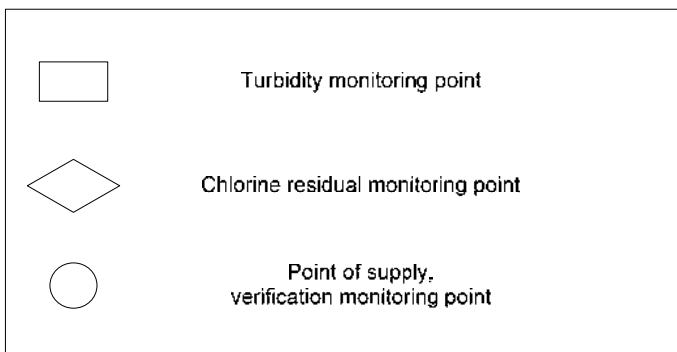 Turbidity monitoring point
Chlorine residual monitoring point
Point of supply,
verification monitoring point